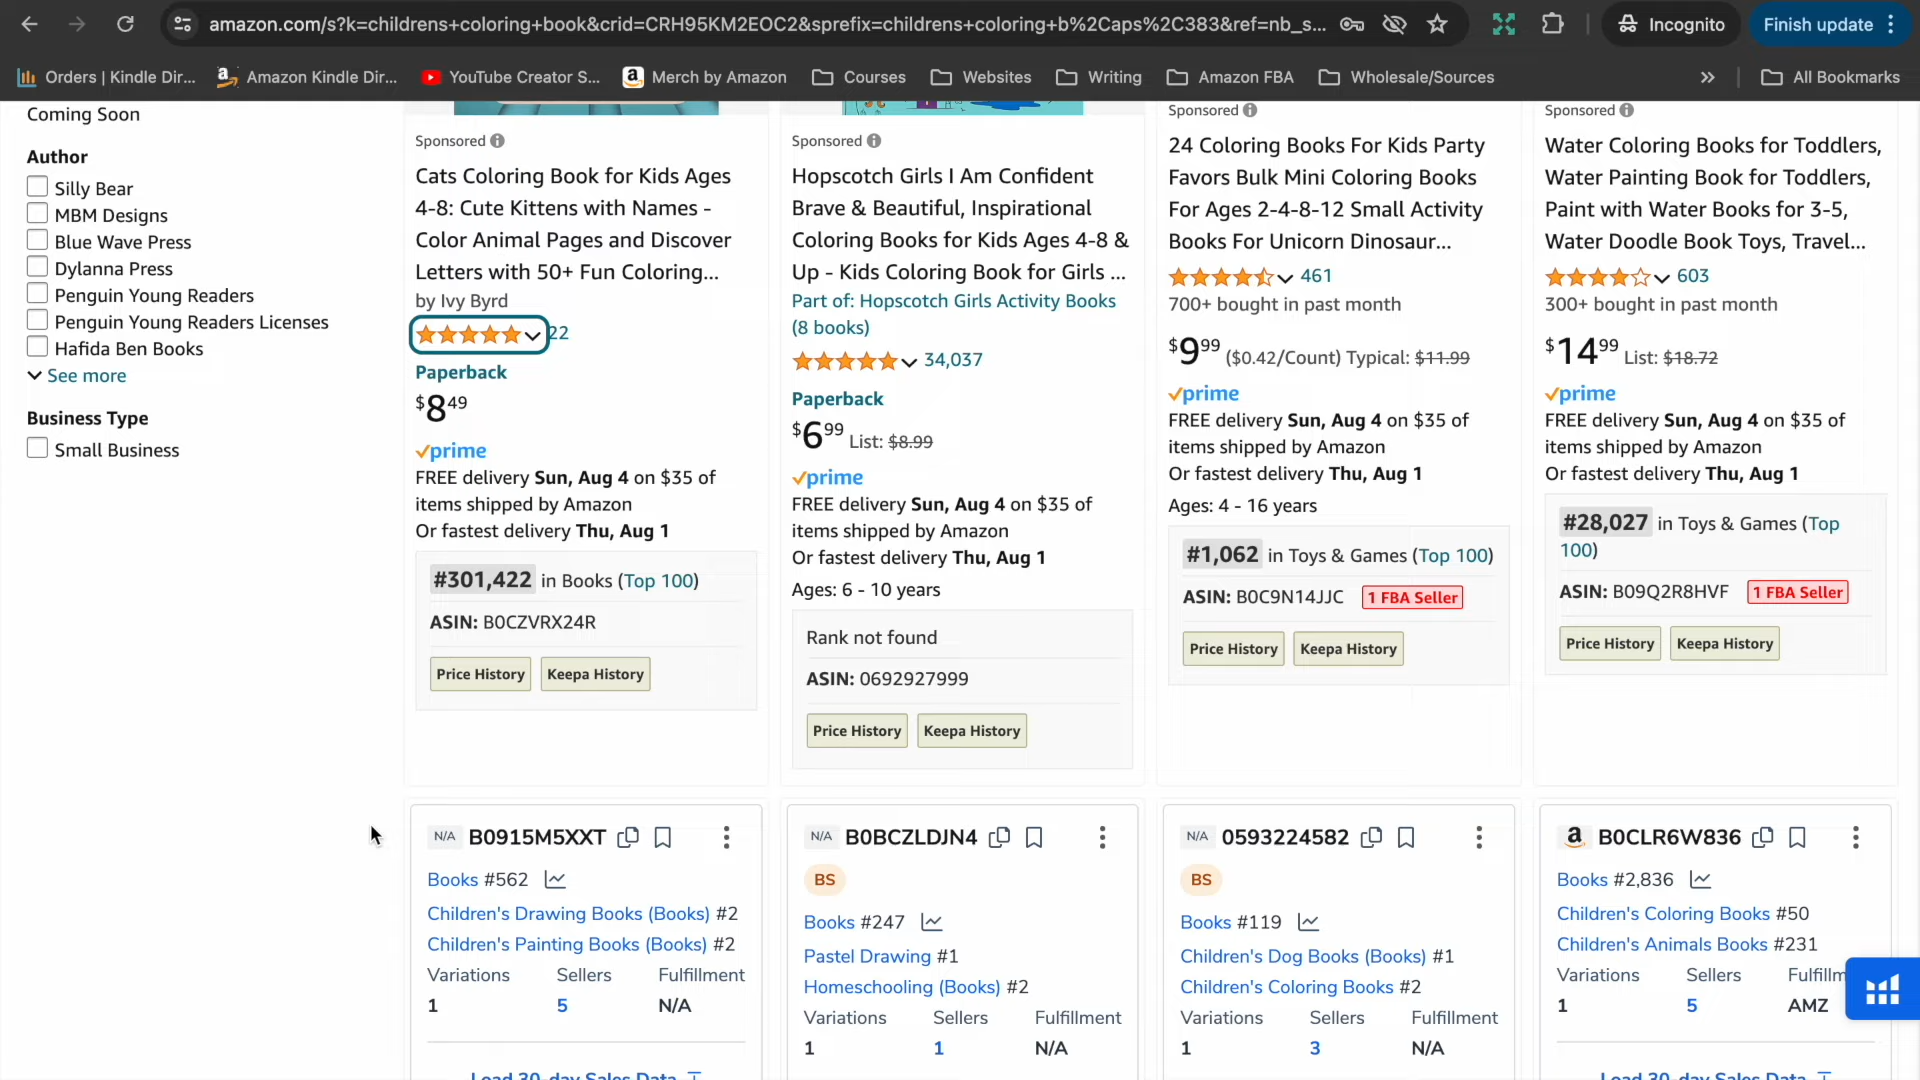 amazon.com/s?k=childrens+coloring+book&crid=CRH95KM2EOC2&sprefix=childrens+coloring+b%2Caps%2C383&ref=nb_s...
Incognito
Finish update
Orders | Kindle Dir...
Amazon Kindle Dir...
YouTube Creator S...
Merch by Amazon
Courses
Websites
Writing
Amazon FBA
Wholesale/Sources
All Bookmarks
Coming Soon
Author
Silly Bear
MBM Designs
Blue Wave Press
Dylanna Press
Penguin Young Readers
Penguin Young Readers Licenses
Hafida Ben Books
See more
Business Type
Small Business
Sponsored
Cats Coloring Book for Kids Ages
4-8: Cute Kittens with Names -
Color Animal Pages and Discover
Letters with 50+ Fun Coloring...
by Ivy Byrd
22
Paperback
$8 49
prime
FREE delivery Sun, Aug 4 on $35 of
items shipped by Amazon
Or fastest delivery Thu, Aug 1
#301,422 in Books (Top 100)
ASIN: B0CZVRX24R
Price History
Keepa History
Sponsored
Hopscotch Girls I Am Confident
Brave & Beautiful, Inspirational
Coloring Books for Kids Ages 4-8 &
Up - Kids Coloring Book for Girls ...
Part of: Hopscotch Girls Activity Books
(8 books)
34,037
Paperback
$6 99 List: $8.99
prime
FREE delivery Sun, Aug 4 on $35 of
items shipped by Amazon
Or fastest delivery Thu, Aug 1
Ages: 6 - 10 years
Rank not found
ASIN: 0692927999
Price History
Keepa History
Sponsored
24 Coloring Books For Kids Party
Favors Bulk Mini Coloring Books
For Ages 2-4-8-12 Small Activity
Books For Unicorn Dinosaur...
461
700+ bought in past month
$9 99 ($0.42/Count) Typical: $11.99
prime
FREE delivery Sun, Aug 4 on $35 of
items shipped by Amazon
Or fastest delivery Thu, Aug 1
Ages: 4 - 16 years
#1,062 in Toys & Games (Top 100)
ASIN: B0C9N14JJC 1 FBA Seller
Price History
Keepa History
Sponsored
Water Coloring Books for Toddlers,
Water Painting Book for Toddlers,
Paint with Water Books for 3-5,
Water Doodle Book Toys, Travel...
603
300+ bought in past month
$14 99 List: $18.72
prime
FREE delivery Sun, Aug 4 on $35 of
items shipped by Amazon
Or fastest delivery Thu, Aug 1
#28,027 in Toys & Games (Top
100)
ASIN: B09Q2R8HVF 1 FBA Seller
Price History
Keepa History
N/A B0915M5XXT
Books #562
Children's Drawing Books (Books) #2
Children's Painting Books (Books) #2
Variations Sellers Fulfillment
1 5 N/A
Load 30-day Sales Data
N/A B0BCZLDJN4
BS
Books #247
Pastel Drawing #1
Homeschooling (Books) #2
Variations Sellers Fulfillment
1 1 N/A
N/A 0593224582
BS
Books #119
Children's Dog Books (Books) #1
Children's Coloring Books #2
Variations Sellers Fulfillment
1 3 N/A
a B0CLR6W836
Books #2,836
Children's Coloring Books #50
Children's Animals Books #231
Variations Sellers Fulfillm
1 5 AMZ
Load 30-day Sales Data